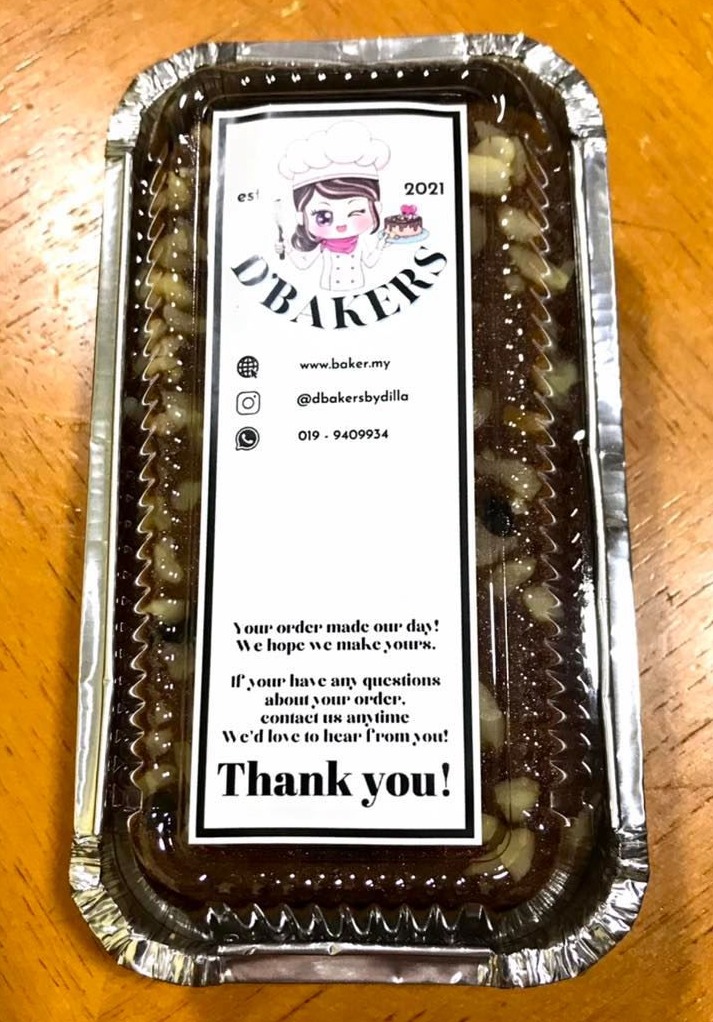 est 2021
D'BAKERS
www.baker.my
@dbakersbydilla
019 - 9409934
Your order made our day!
We hope we make yours.
If your have any questions
about your order,
contact us anytime
We'd love to hear from you!
Thank you!